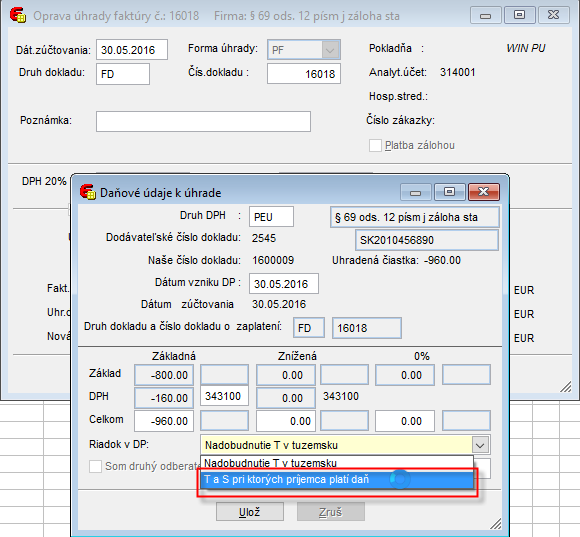 Oprava úhrady faktúry č.: 16018 Firma: § 69 ods. 12 písm j záloha sta
Dát.zúčtovania: 30.05.2016 Forma úhrady: PF Pokladňa : WIN PU
Druh dokladu: FD Čís.dokladu : 16018 Analyt.účet: 314001
Hosp.stred.:
Poznámka: Číslo zákazky:
Platba zálohou
DPH 20%
Daňové údaje k úhrade
Druh DPH : PEU § 69 ods. 12 písm j záloha sta
Dodávateľské číslo dokladu: 2545 SK2010456890
Naše číslo dokladu: 1600009 Uhradená čiastka: -960.00
Dátum vzniku DP : 30.05.2016
Fakt. EUR
Dátum zúčtovania 30.05.2016
Uhr.č EUR
Druh dokladu a číslo dokladu o zaplatení: FD 16018
Nová EUR
Základná Znížená 0%
Základ -800.00 0.00 0.00
DPH -160.00 343100 0.00 343100
Celkom -960.00 0.00 0.00
Riadok v DP: Nadobudnutie T v tuzemsku
Som druhý odberate Nadobudnutie T v tuzemsku
T a S pri ktorých príjemca platí daň
Ulož Zruš